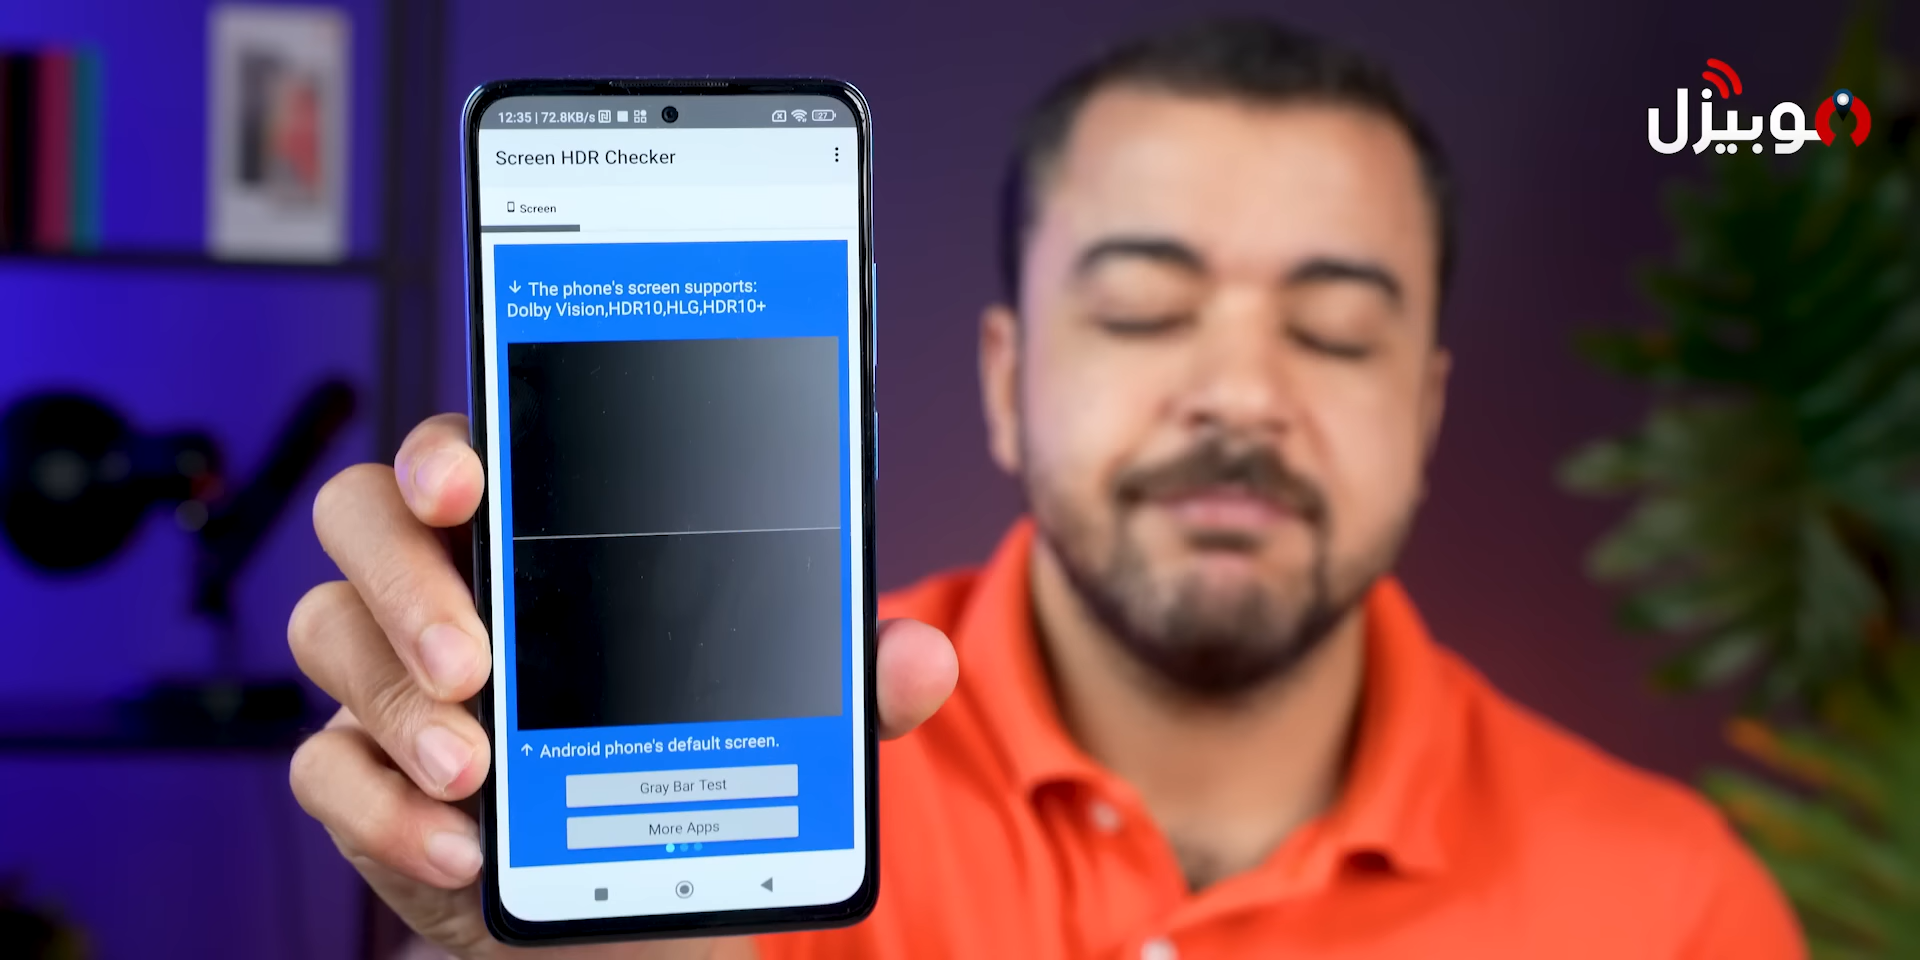 موبيزل
12:35 | 72.8KB/s
27
Screen HDR Checker
Screen
↓ The phone's screen supports:
Dolby Vision,HDR10,HLG,HDR10+
↑ Android phone's default screen.
Gray Bar Test
More Apps